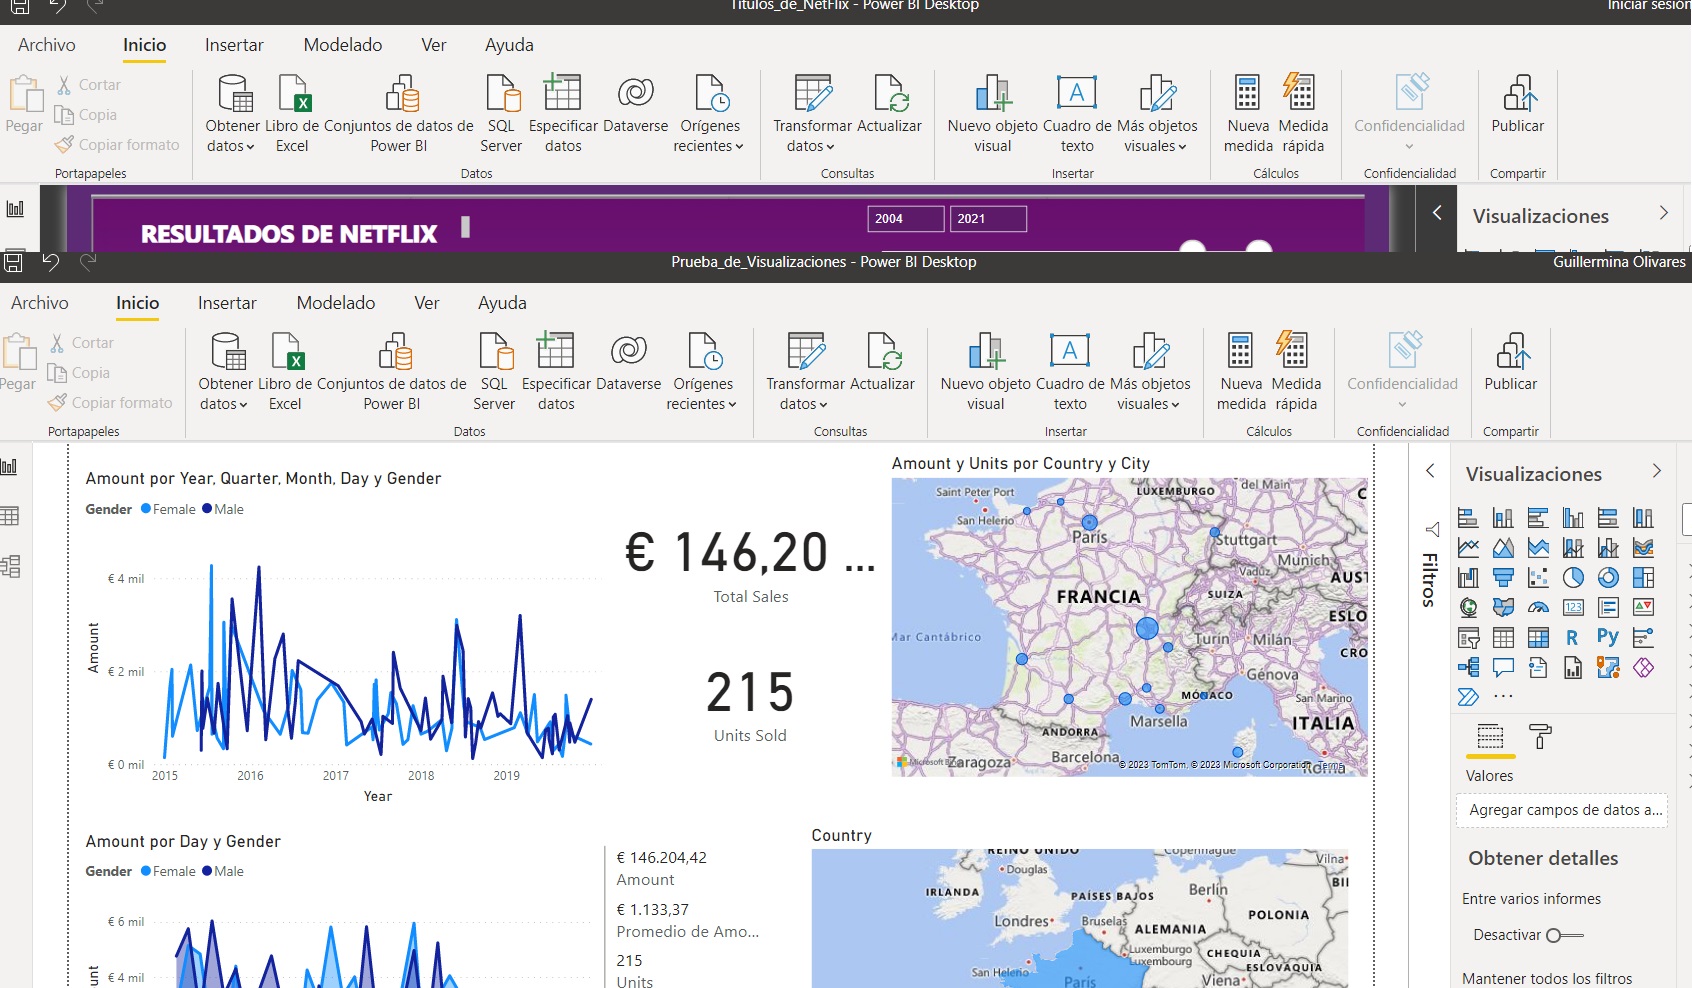 Titulos_de_NetFlix - Power BI Desktop
Iniciar sesión
Archivo Inicio Insertar Modelado Ver Ayuda
Pegar
Cortar
Copia
Copiar formato
Portapapeles
Obtener datos
Libro de Excel
Conjuntos de datos de Power BI
SQL Server
Especificar datos
Dataverse
Orígenes recientes
Datos
Transformar datos
Actualizar
Consultas
Nuevo objeto visual
Cuadro de texto
Más objetos visuales
Insertar
Nueva medida
Medida rápida
Cálculos
Confidencialidad
Confidencialidad
Publicar
Compartir
RESULTADOS DE NETFLIX
2004
2021
Visualizaciones
Prueba_de_Visualizaciones - Power BI Desktop
Guillermina Olivares
Archivo Inicio Insertar Modelado Ver Ayuda
Pegar
Cortar
Copia
Copiar formato
Portapapeles
Obtener datos
Libro de Excel
Conjuntos de datos de Power BI
SQL Server
Especificar datos
Dataverse
Orígenes recientes
Datos
Transformar datos
Actualizar
Consultas
Nuevo objeto visual
Cuadro de texto
Más objetos visuales
Insertar
Nueva medida
Medida rápida
Cálculos
Confidencialidad
Confidencialidad
Publicar
Compartir
Amount por Year, Quarter, Month, Day y Gender
Gender Female Male
Amount
€ 4 mil
€ 2 mil
€ 0 mil
2015 2016 2017 2018 2019
Year
€ 146,20 ...
Total Sales
215
Units Sold
Amount y Units por Country y City
Saint Peter Port
LUXEMBURGO
del Main
San Helerio
París
Stuttgart
Múnich
Vaduz
AUST
FRANCIA
SUIZA
ESLO
Mar Cantábrico
Turin
Milán
CRO
Génova
MÓNACO
San Marino
Marsella
ITALIA
ANDORRA
Zaragoza
Barcelona
Roma
Microsoft
© 2023 TomTom, © 2023 Microsoft Corporation Terms
Amount por Day y Gender
Gender Female Male
€ 6 mil
€ 4 mil
€ 146.204,42
Amount
€ 1.133,37
Promedio de Amo...
215
Units
Country
REINO UNIDO
Copenhague
Vilna
Douglas
IRLANDA
PAÍSES BAJOS
Berlín
BI
Londres
Bruselas
POLONIA
ALEMANIA
Luxemburgo
Luxembourg
CHEQUIA
ESLOVAQUIA
San Helerio
París
Viena
Filtros
Visualizaciones
123
R
Py
...
Valores
Agregar campos de datos a...
Obtener detalles
Entre varios informes
Desactivar
Mantener todos los filtros